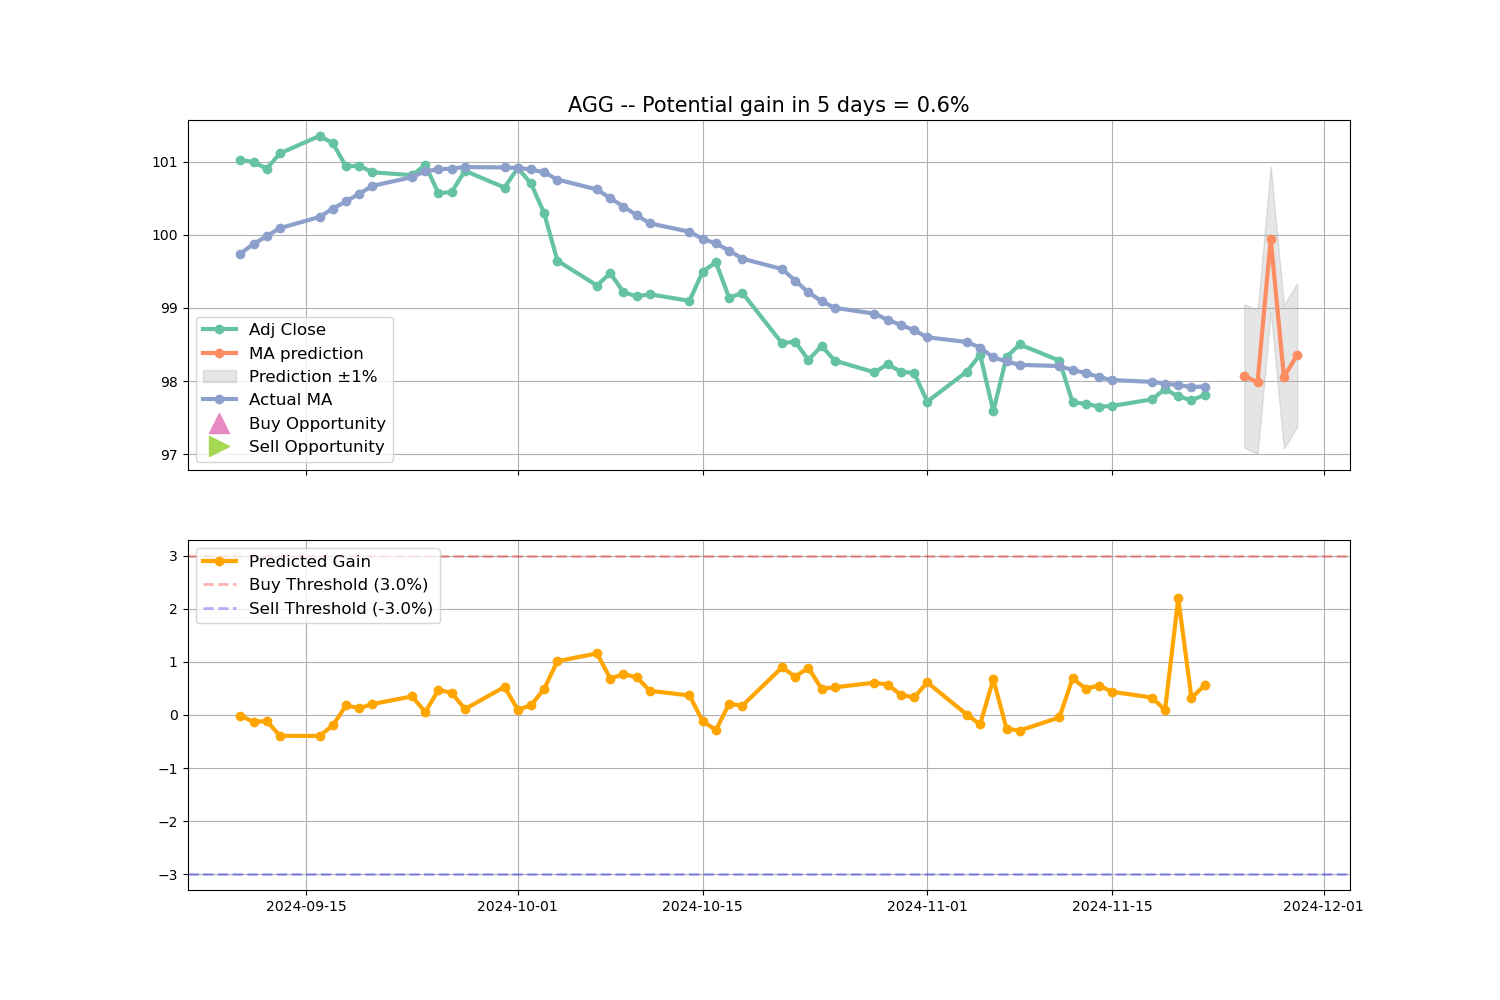 AGG -- Potential gain in 5 days = 0.6%
101
100
99
98
97
Adj Close
MA prediction
Prediction ±1%
Actual MA
Buy Opportunity
Sell Opportunity
3
2
1
0
−1
−2
−3
Predicted Gain
Buy Threshold (3.0%)
Sell Threshold (-3.0%)
2024-09-15
2024-10-01
2024-10-15
2024-11-01
2024-11-15
2024-12-01